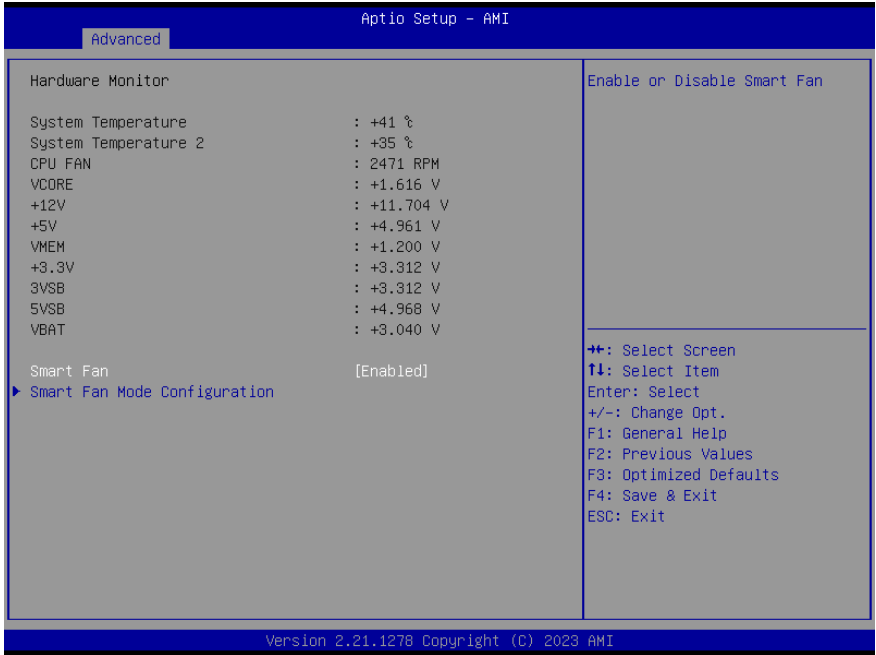 Aptio Setup – AMI
Advanced
Hardware Monitor
System Temperature : +41 ℃
System Temperature 2 : +35 ℃
CPU FAN : 2471 RPM
VCORE : +1.616 V
+12V : +11.704 V
+5V : +4.961 V
VMEM : +1.200 V
+3.3V : +3.312 V
3VSB : +3.312 V
5VSB : +4.968 V
VBAT : +3.040 V
Smart Fan [Enabled]
Smart Fan Mode Configuration
Enable or Disable Smart Fan
→←: Select Screen
↑↓: Select Item
Enter: Select
+/-: Change Opt.
F1: General Help
F2: Previous Values
F3: Optimized Defaults
F4: Save & Exit
ESC: Exit
Version 2.21.1278 Copyright (C) 2023 AMI